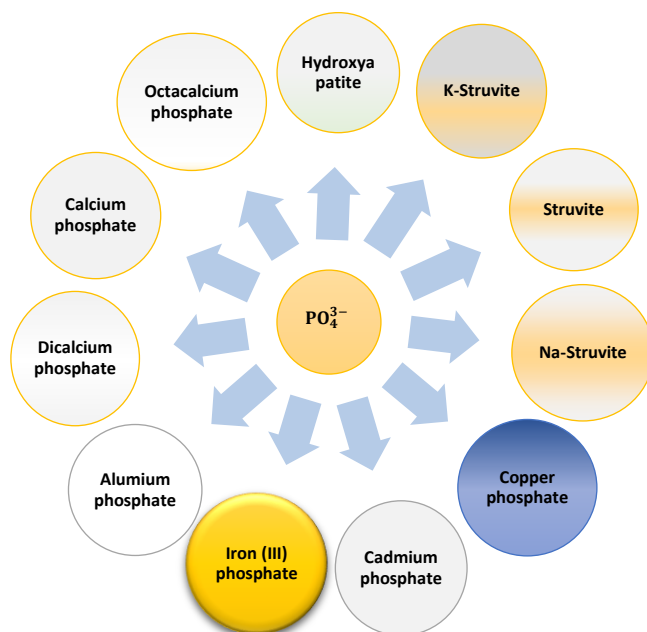 Hydroxya
patite
K-Struvite
Struvite
Na-Struvite
Copper
phosphate
Cadmium
phosphate
Iron (III)
phosphate
Alumium
phosphate
Dicalcium
phosphate
Calcium
phosphate
Octacalcium
phosphate
PO₄³⁻